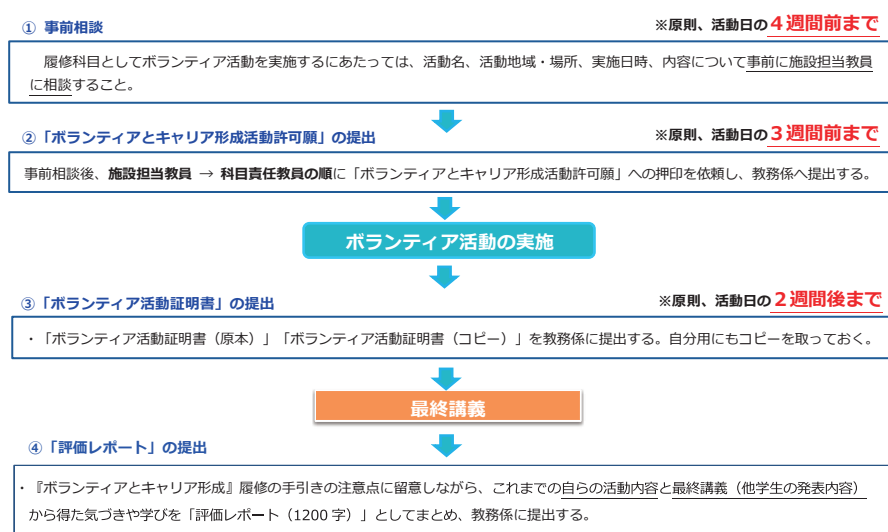 ① 事前相談 ※原則、活動日の４週間前まで
履修科目としてボランティア活動を実施するにあたっては、活動名、活動地域・場所、実施日時、内容について事前に施設担当教員
に相談すること。
②「ボランティアとキャリア形成活動許可願」の提出 ※原則、活動日の３週間前まで
事前相談後、施設担当教員 → 科目責任教員の順に「ボランティアとキャリア形成活動許可願」への押印を依頼し、教務係へ提出する。
ボランティア活動の実施
③「ボランティア活動証明書」の提出 ※原則、活動日の２週間後まで
・「ボランティア活動証明書（原本）」「ボランティア活動証明書（コピー）」を教務係に提出する。自分用にもコピーを取っておく。
最終講義
④「評価レポート」の提出
・『ボランティアとキャリア形成』履修の手引きの注意点に留意しながら、これまでの自らの活動内容と最終講義（他学生の発表内容）
から得た気づきや学びを「評価レポート（1200 字）」としてまとめ、教務係に提出する。